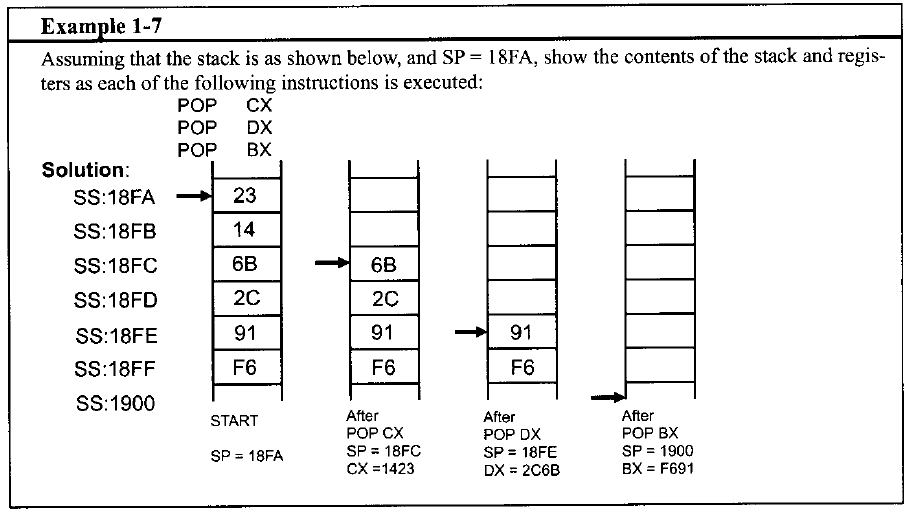 Example 1-7
Assuming that the stack is as shown below, and SP = 18FA, show the contents of the stack and regis-
ters as each of the following instructions is executed:
POP CX
POP DX
POP BX
Solution:
SS:18FA 23
SS:18FB 14
SS:18FC 6B 6B
SS:18FD 2C 2C
SS:18FE 91 91 91
SS:18FF F6 F6 F6
SS:1900
START After After After
POP CX POP DX POP BX
SP = 18FA SP = 18FC SP = 18FE SP = 1900
CX =1423 DX = 2C6B BX = F691